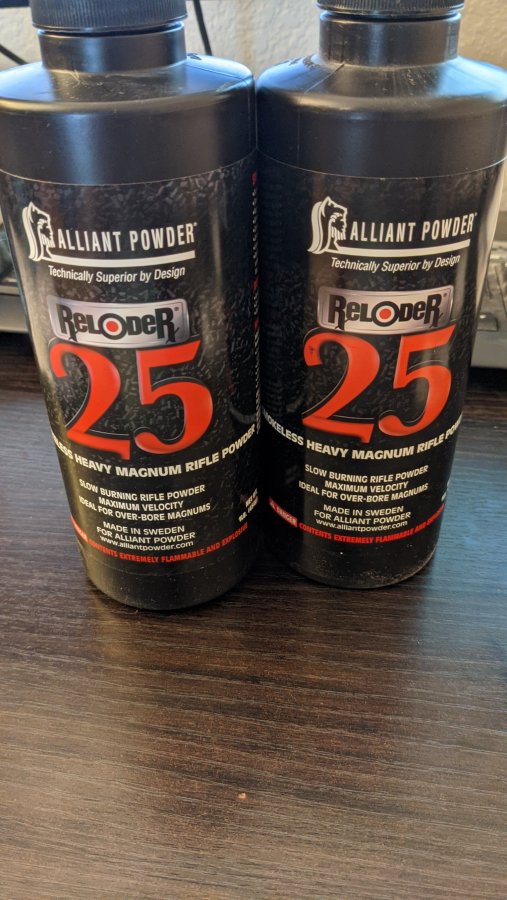 ALLIANT POWDER®
Technically Superior by Design
RELODER®
25
HEAVY MAGNUM RIFLE POWDER
SLOW BURNING RIFLE POWDER
MAXIMUM VELOCITY
IDEAL FOR OVER-BORE MAGNUMS
MADE IN SWEDEN
FOR ALLIANT POWDER
www.alliantpowder.com
CONTENTS EXTREMELY FLAMMABLE AND EXPLOSIVE
ALLIANT POWDER®
Technically Superior by Design
RELODER®
25
HEAVY MAGNUM RIFLE
SLOW BURNING RIFLE POWDER
MAXIMUM VELOCITY
IDEAL FOR OVER-BORE MAGNUMS
MADE IN SWEDEN
FOR ALLIANT POWDER
www.alliantpowder.com
DANGER CONTENTS EXTREMELY FLAMMABLE AND